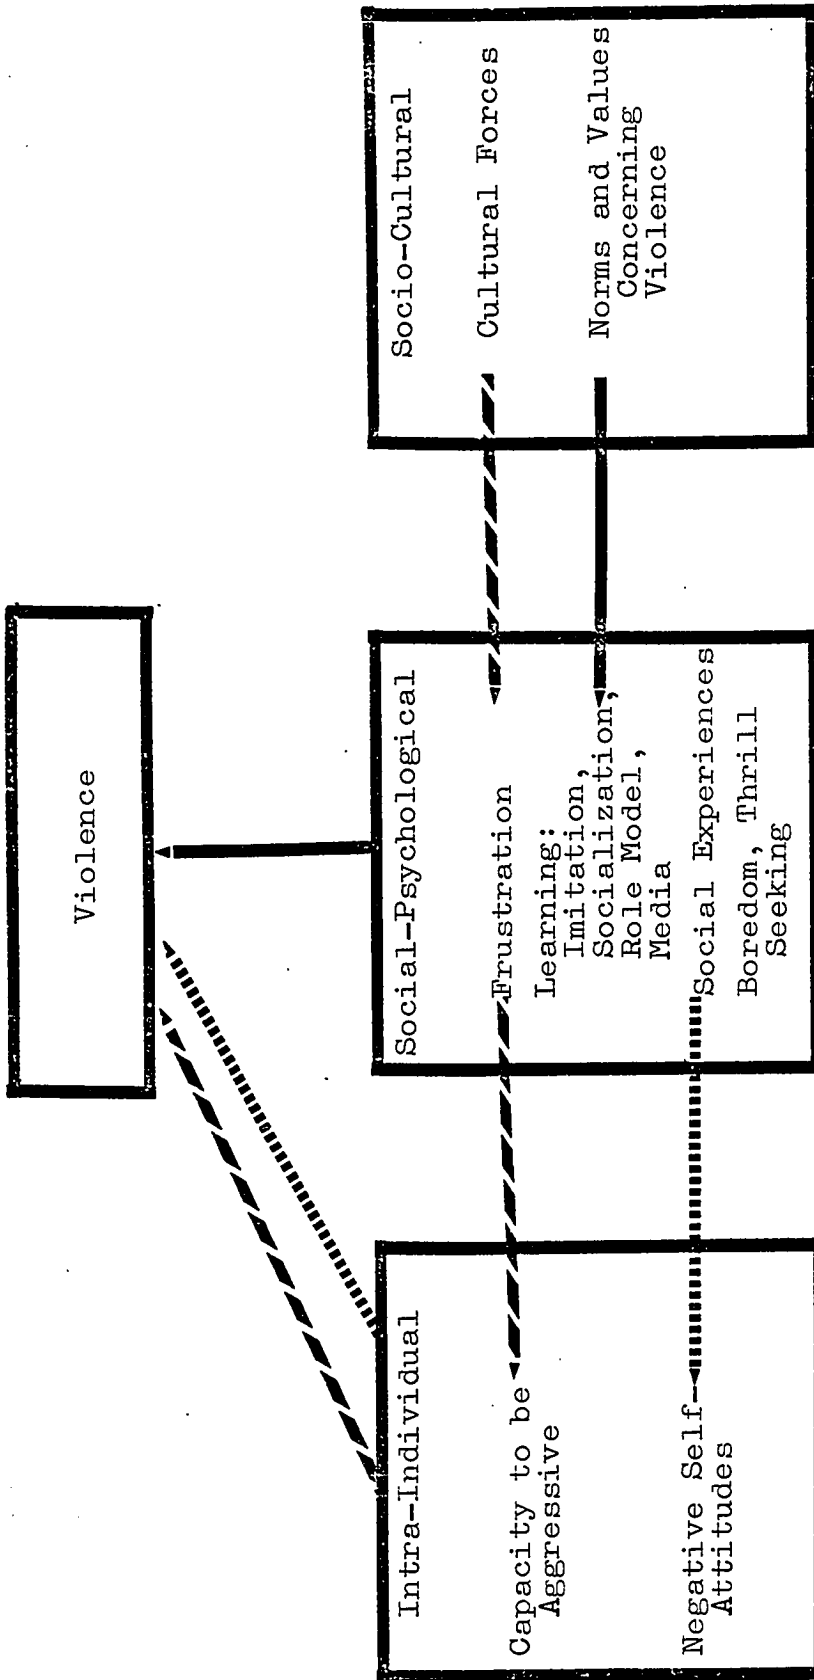 Violence
Intra-Individual
Capacity to be
Aggressive
Negative Self-
Attitudes
Social-Psychological
Frustration
Learning:
Imitation,
Socialization,
Role Model,
Media
Social Experiences
Boredom, Thrill
Seeking
Socio-Cultural
Cultural Forces
Norms and Values
Concerning
Violence